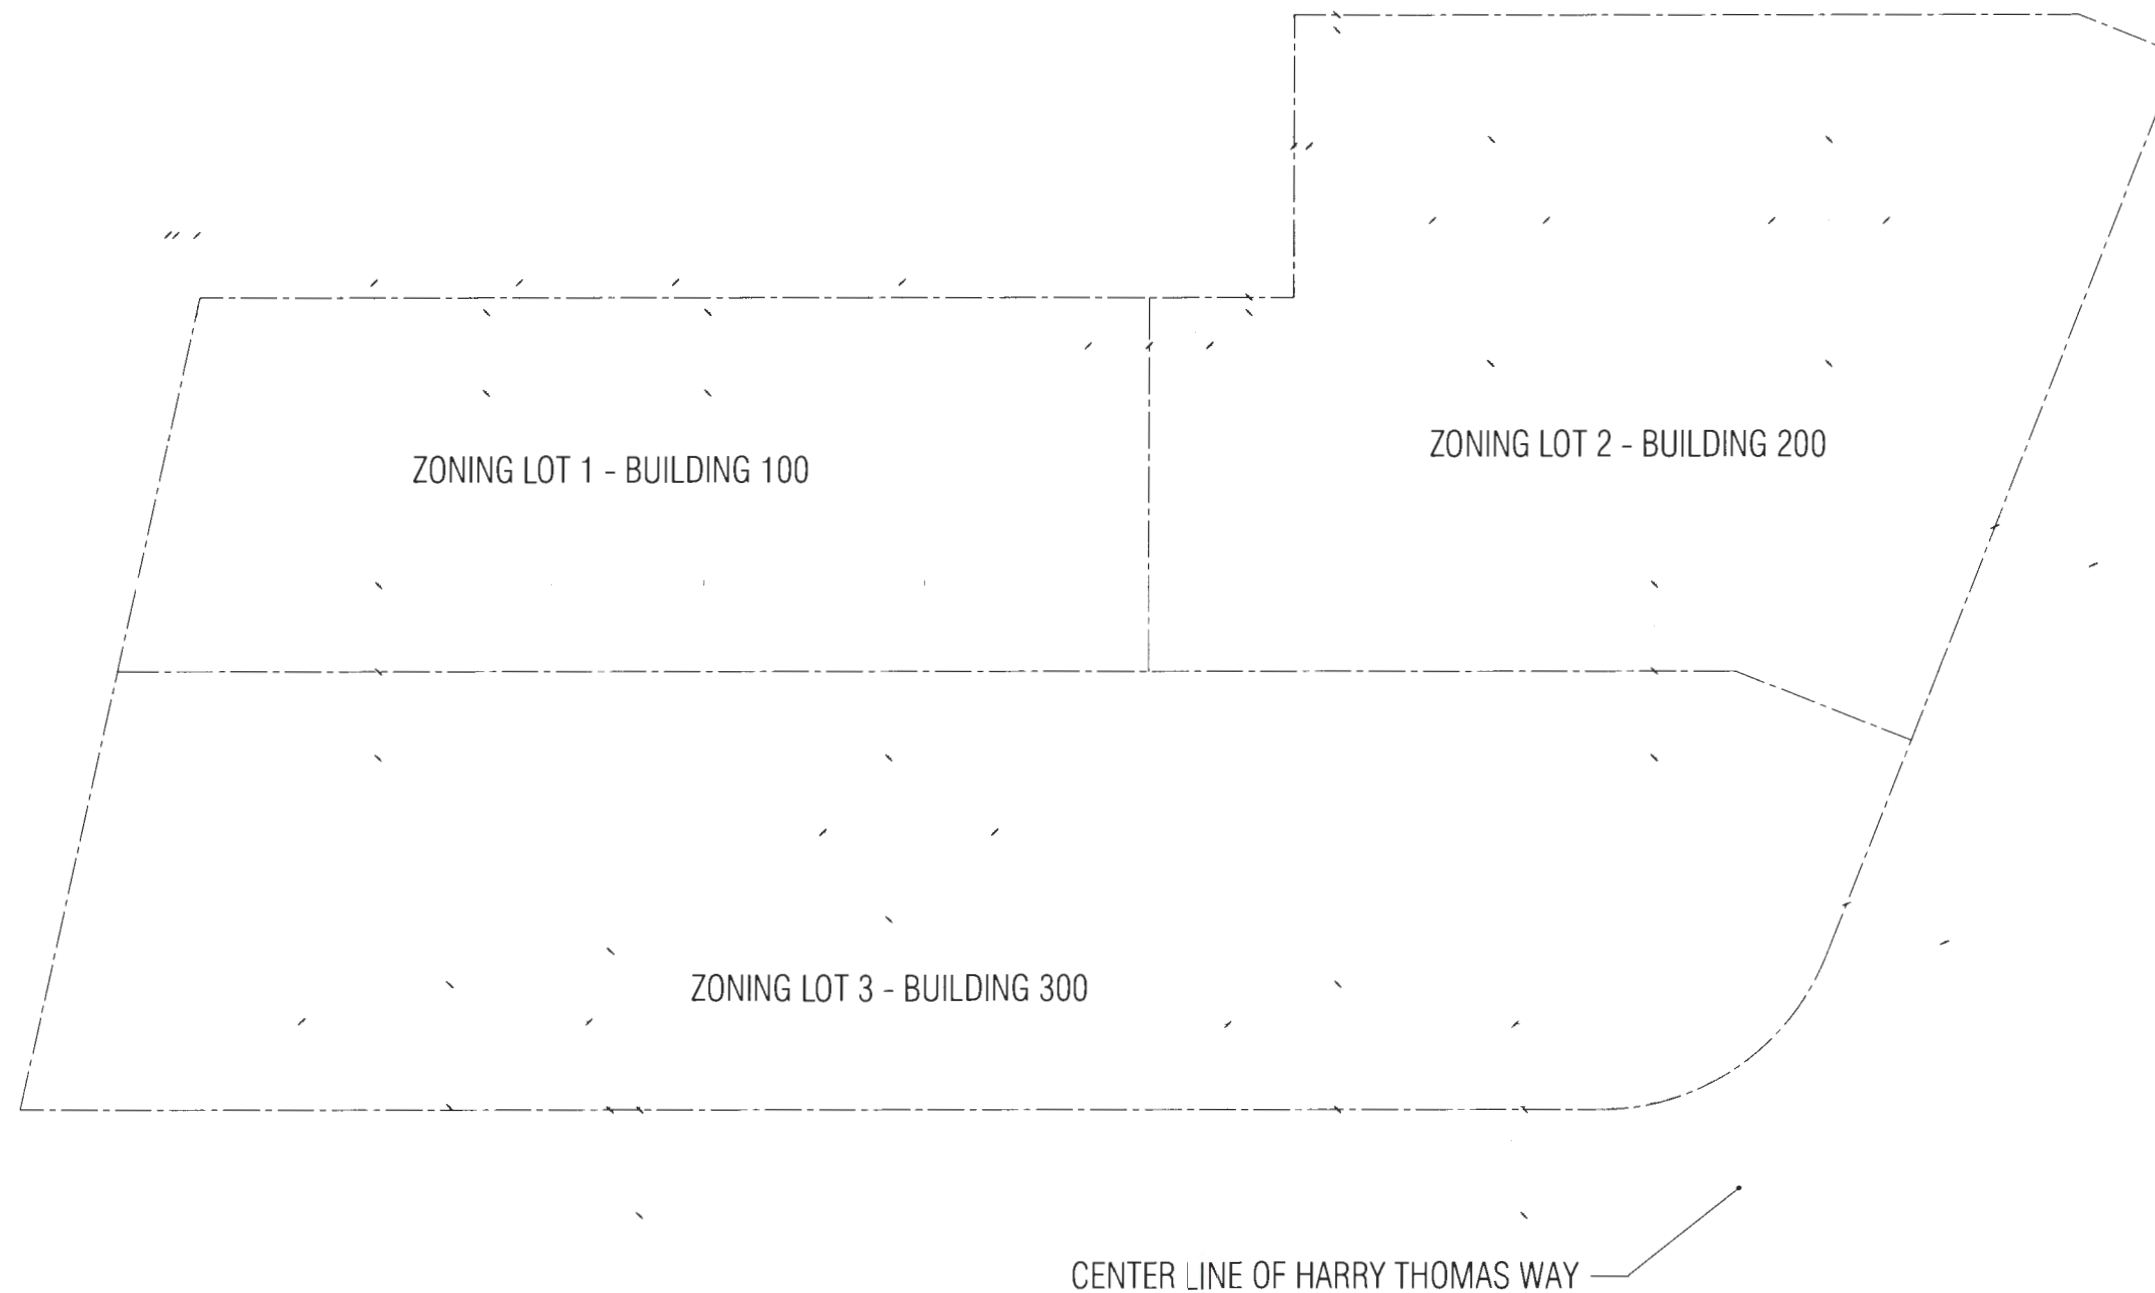 ZONING LOT 2 - BUILDING 200
ZONING LOT 1 - BUILDING 100
ZONING LOT 3 - BUILDING 300
CENTER LINE OF HARRY THOMAS WAY